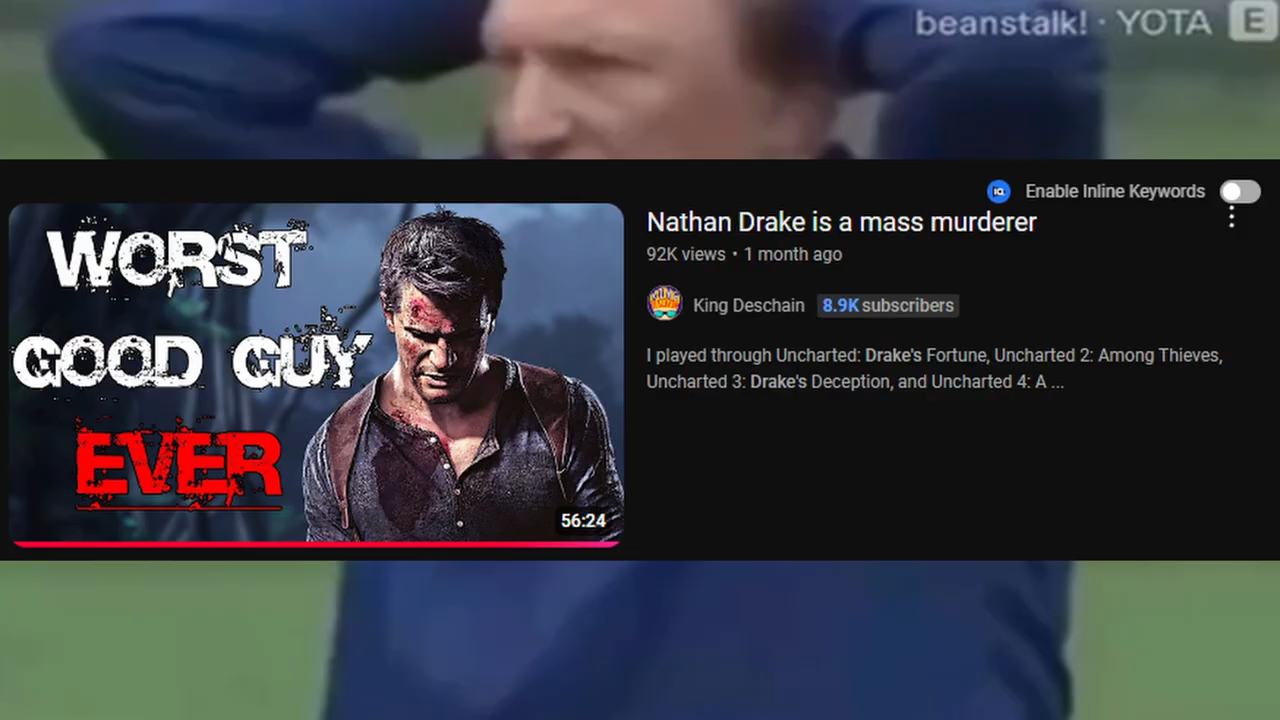 beanstalk! · YOTA E
IQ Enable Inline Keywords
WORST
GOOD GUY
EVER
56:24
Nathan Drake is a mass murderer
92K views • 1 month ago
King Deschain 8.9K subscribers
I played through Uncharted: Drake's Fortune, Uncharted 2: Among Thieves,
Uncharted 3: Drake's Deception, and Uncharted 4: A ...